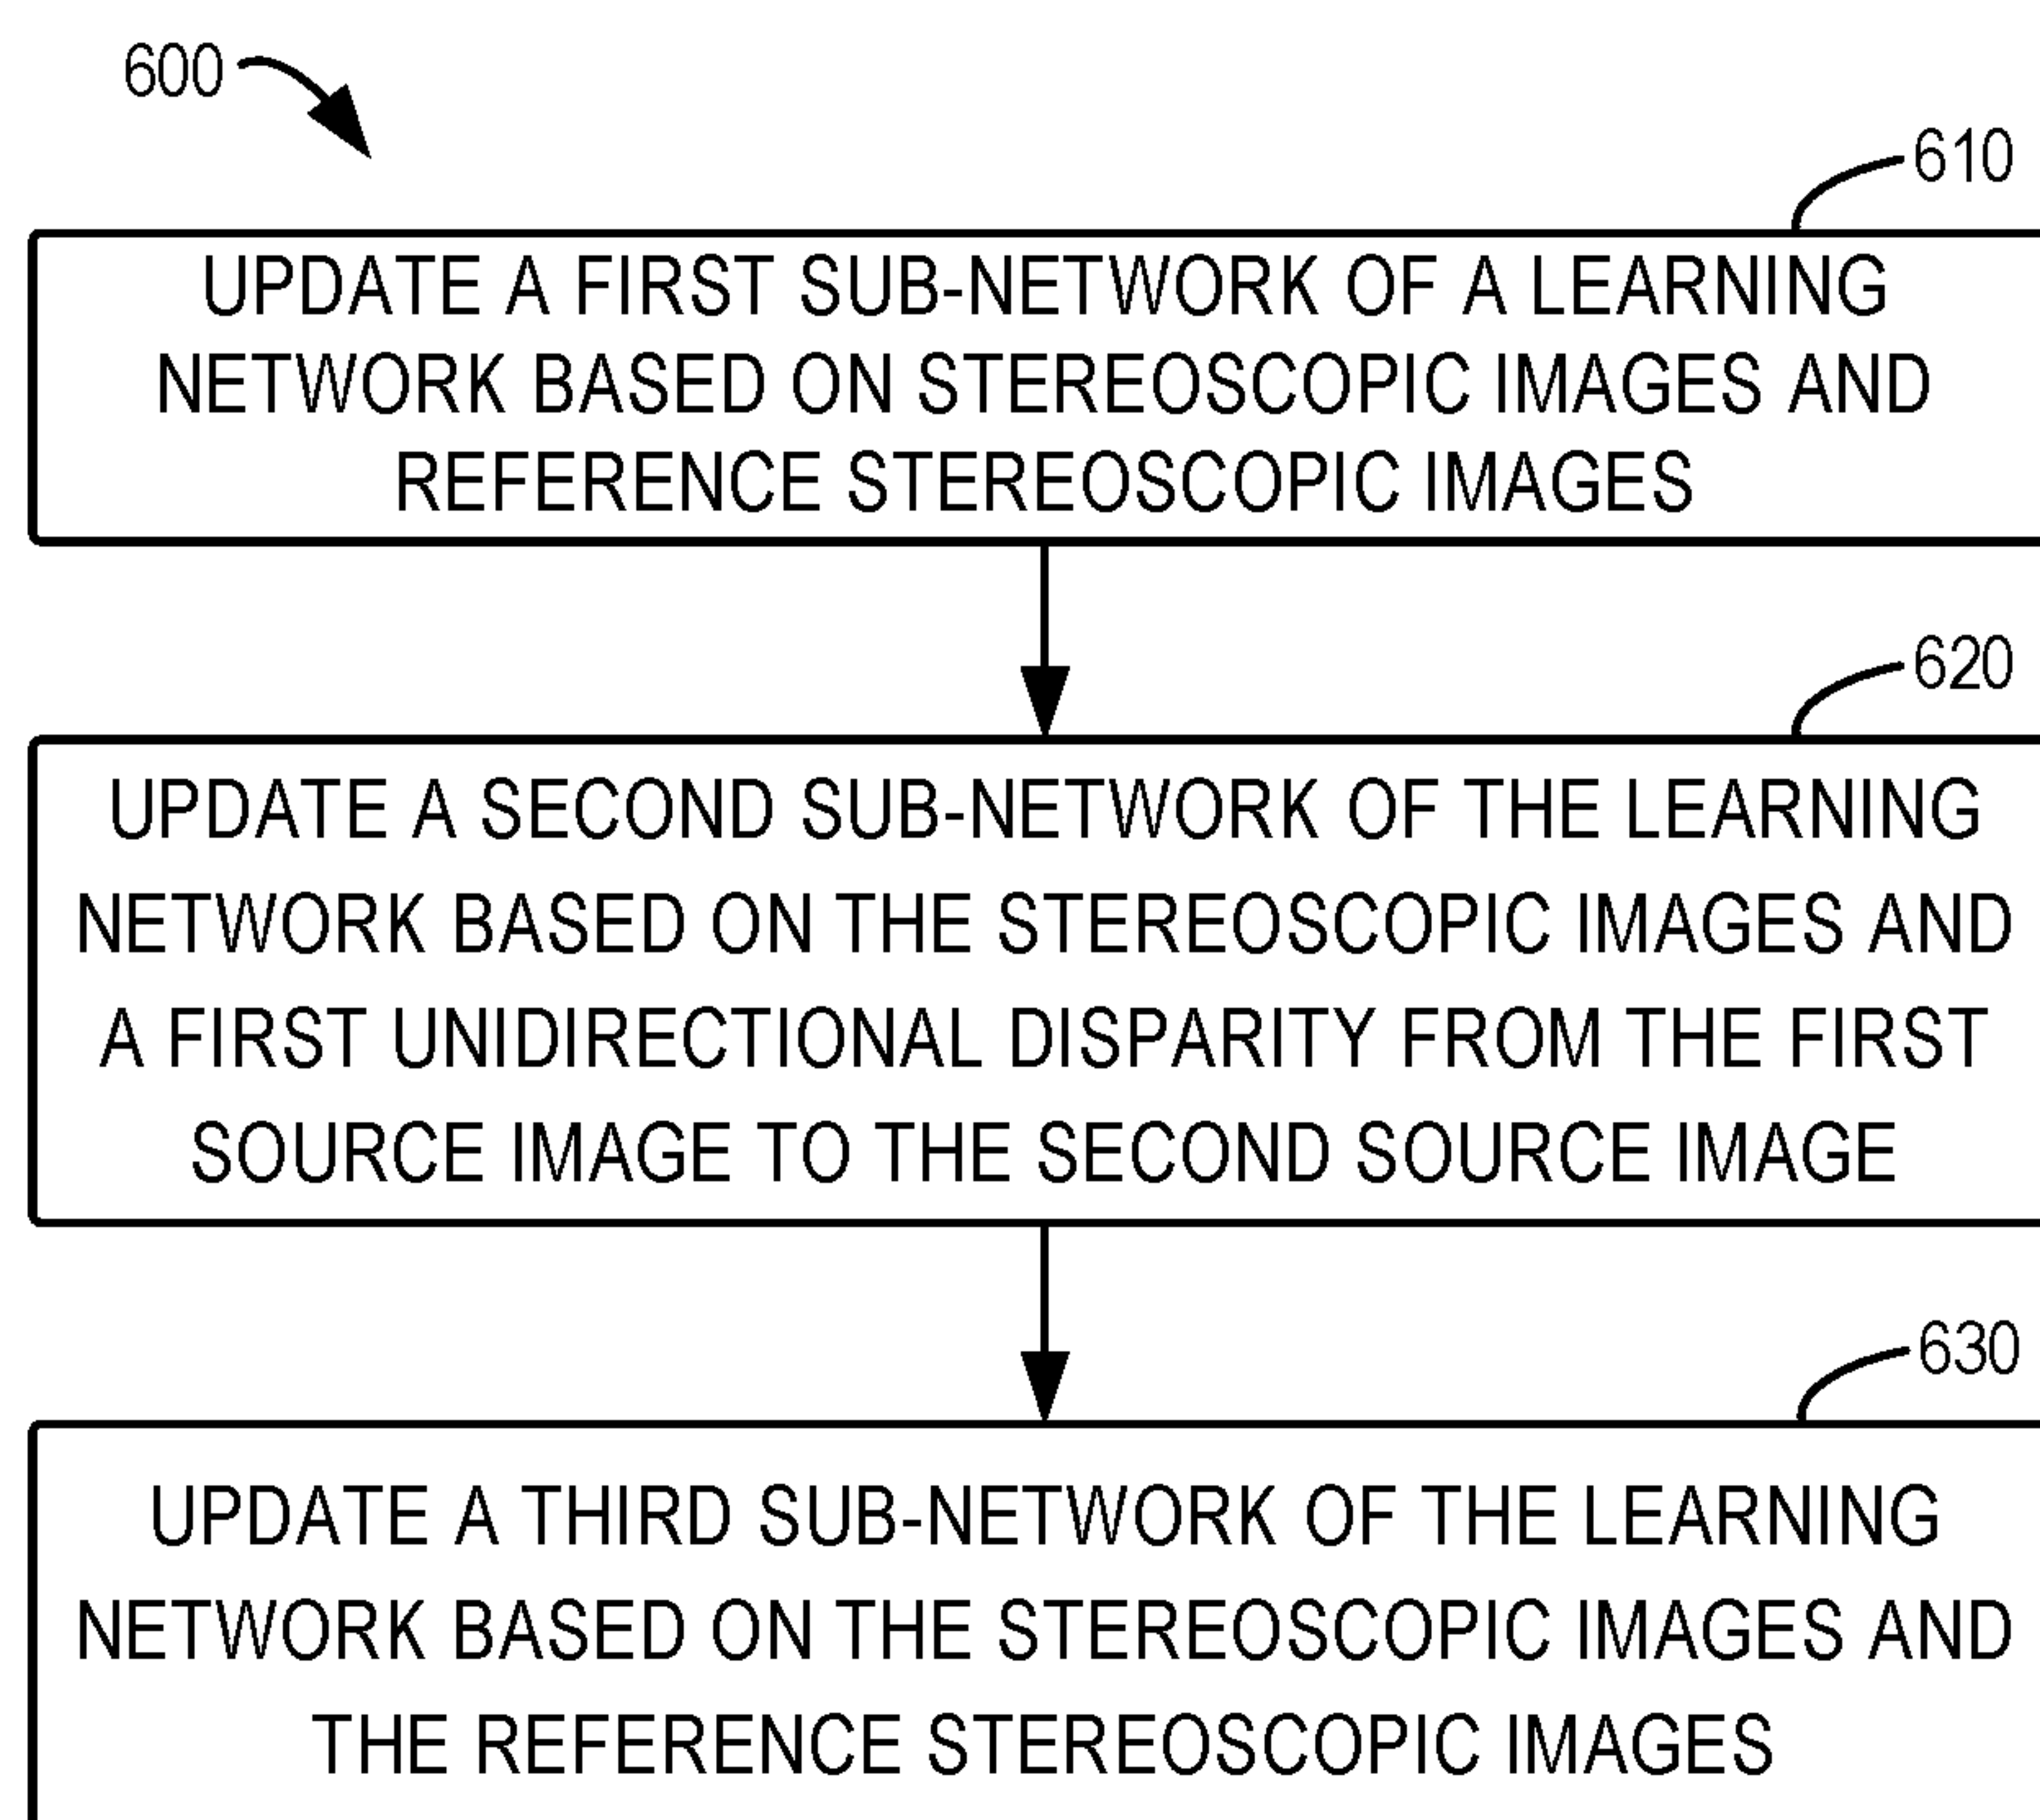 600
610
UPDATE A FIRST SUB-NETWORK OF A LEARNING
NETWORK BASED ON STEREOSCOPIC IMAGES AND
REFERENCE STEREOSCOPIC IMAGES
620
UPDATE A SECOND SUB-NETWORK OF THE LEARNING
NETWORK BASED ON THE STEREOSCOPIC IMAGES AND
A FIRST UNIDIRECTIONAL DISPARITY FROM THE FIRST
SOURCE IMAGE TO THE SECOND SOURCE IMAGE
630
UPDATE A THIRD SUB-NETWORK OF THE LEARNING
NETWORK BASED ON THE STEREOSCOPIC IMAGES AND
THE REFERENCE STEREOSCOPIC IMAGES